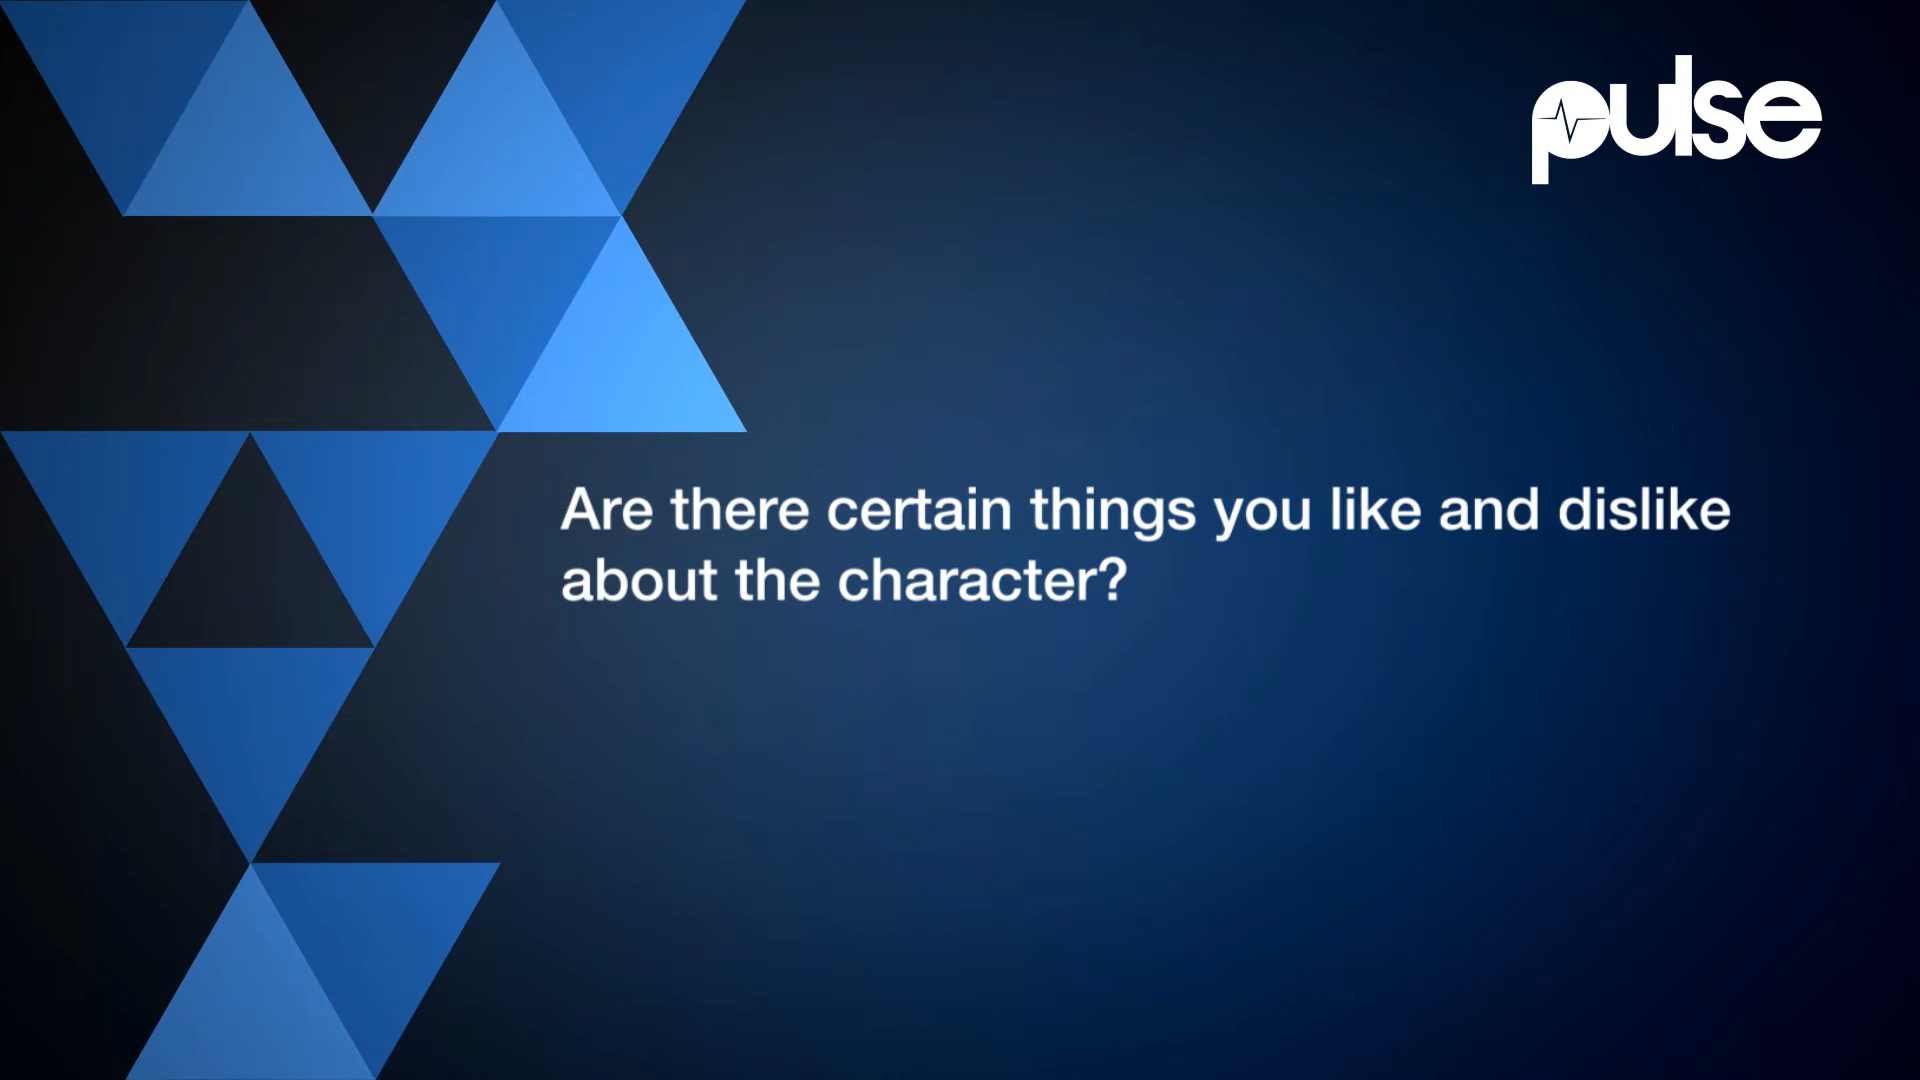 pulse
Are there certain things you like and dislike
about the character?